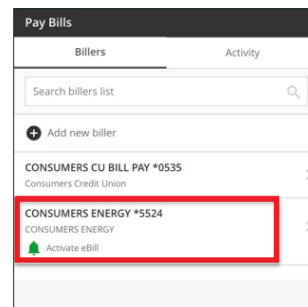 Pay Bills
Billers Activity
Search billers list
Add new biller
CONSUMERS CU BILL PAY *0535
Consumers Credit Union
CONSUMERS ENERGY *5524
CONSUMERS ENERGY
Activate eBill